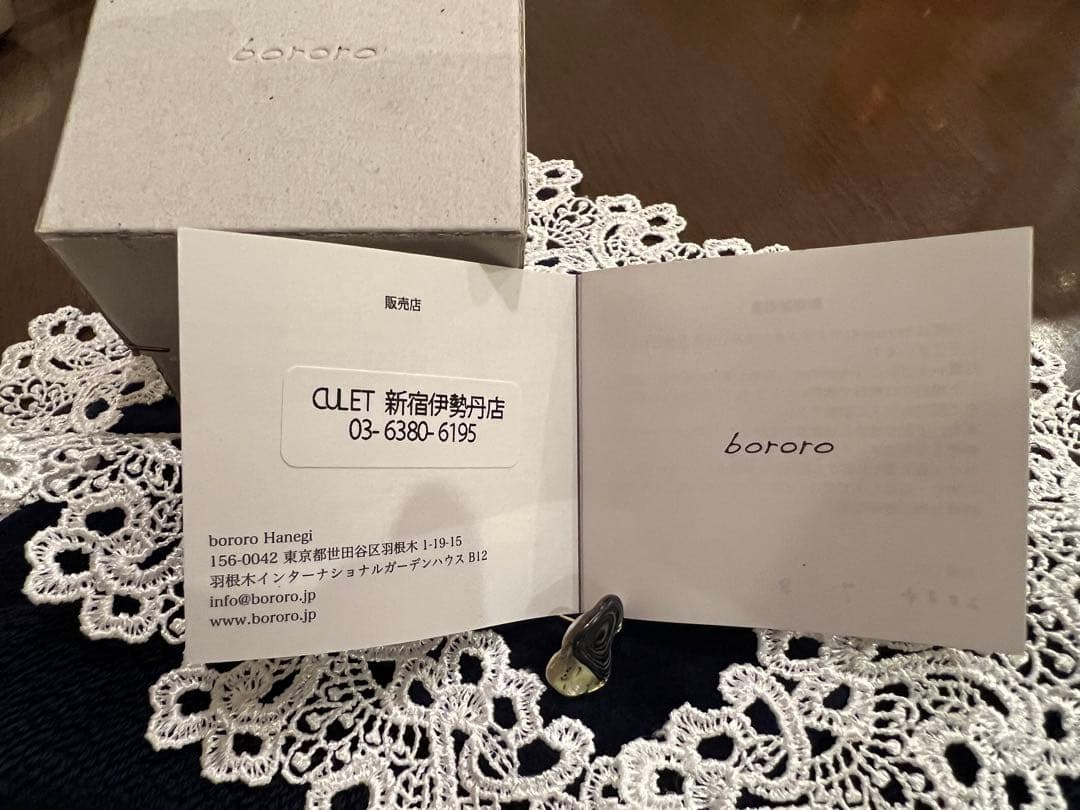 bororo
販売店
CULET 新宿伊勢丹店
03-6380-6195
bororo Hanegi
156-0042 東京都世田谷区羽根木 1-19-15
羽根木インターナショナルガーデンハウス B12
info@bororo.jp
www.bororo.jp
bororo